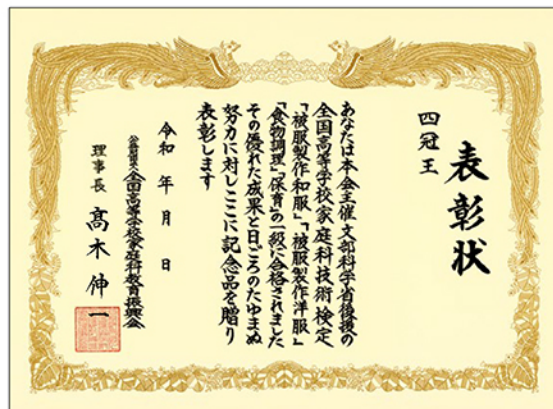 表彰状
四冠王
あなたは本会主催文部科学省後援の
全国高等学校家庭科技術検定
「被服製作和服」「被服製作洋服」
「食物調理」「保育」の一級に合格されました
その優れた成果と日ごろのたゆまぬ
努力に対しここに記念品を贈り
表彰します
令和 年 月 日
公益財団法人全国高等学校家庭科教育振興会
理事長 髙木伸一